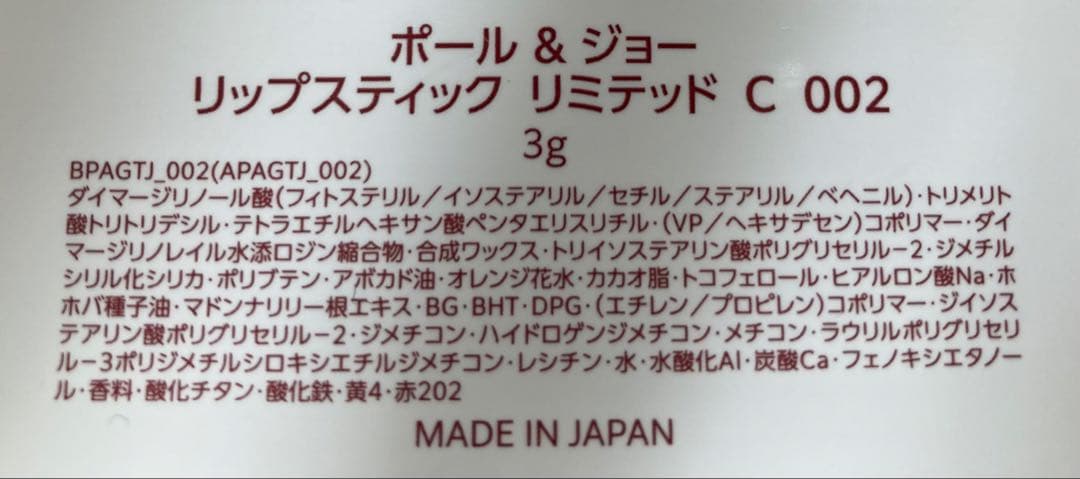 ポール & ジョー
リップスティック リミテッド C 002
3g
BPAGTJ_002(APAGTJ_002)
ダイマージリノール酸(フィトステリル/イソステアリル/セチル/ステアリル/ベヘニル)・トリメリト
酸トリトリデシル・テトラエチルヘキサン酸ペンタエリスリチル・(VP/ヘキサデセン)コポリマー・ダイ
マージリノレイル水添ロジン縮合物・合成ワックス・トリイソステアリン酸ポリグリセリル－2・ジメチル
シリル化シリカ・ポリブテン・アボカド油・オレンジ花水・カカオ脂・トコフェロール・ヒアルロン酸Na・ホ
ホバ種子油・マドンナリリー根エキス・BG・BHT・DPG・(エチレン/プロピレン)コポリマー・ジイソス
テアリン酸ポリグリセリル－2・ジメチコン・ハイドロゲンジメチコン・メチコン・ラウリルポリグリセリ
ル－3ポリジメチルシロキシエチルジメチコン・レシチン・水・水酸化Al・炭酸Ca・フェノキシエタノー
ル・香料・酸化チタン・酸化鉄・黄4・赤202
MADE IN JAPAN